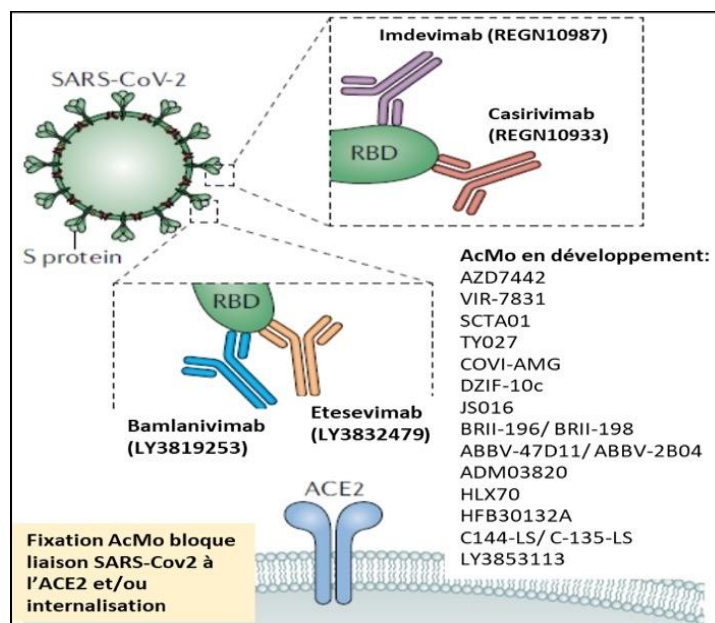 SARS-CoV-2
S protein
Imdevimab (REGN10987)
Casirivimab
(REGN10933)
RBD
RBD
Bamlanivimab
(LY3819253)
Etesevimab
(LY3832479)
AcMo en développement:
AZD7442
VIR-7831
SCTA01
TY027
COVI-AMG
DZIF-10c
JS016
BRII-196/ BRII-198
ABBV-47D11/ ABBV-2B04
ADM03820
HLX70
HFB30132A
C144-LS/ C-135-LS
LY3853113
ACE2
Fixation AcMo bloque
liaison SARS-Cov2 à
l’ACE2 et/ou
internalisation